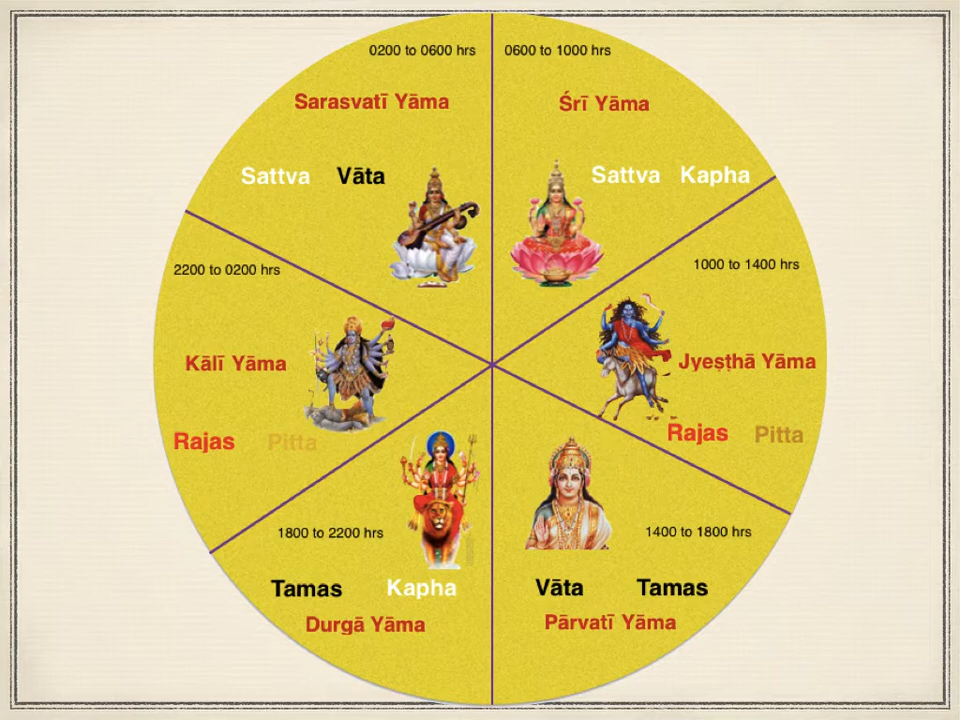 0200 to 0600 hrs
Sarasvatī Yāma
Sattva Vāta
0600 to 1000 hrs
Śrī Yāma
Sattva Kapha
1000 to 1400 hrs
Jyeṣṭhā Yāma
Rajas Pitta
1400 to 1800 hrs
Vāta Tamas
Pārvatī Yāma
1800 to 2200 hrs
Tamas Kapha
Durgā Yāma
2200 to 0200 hrs
Kālī Yāma
Rajas Pitta